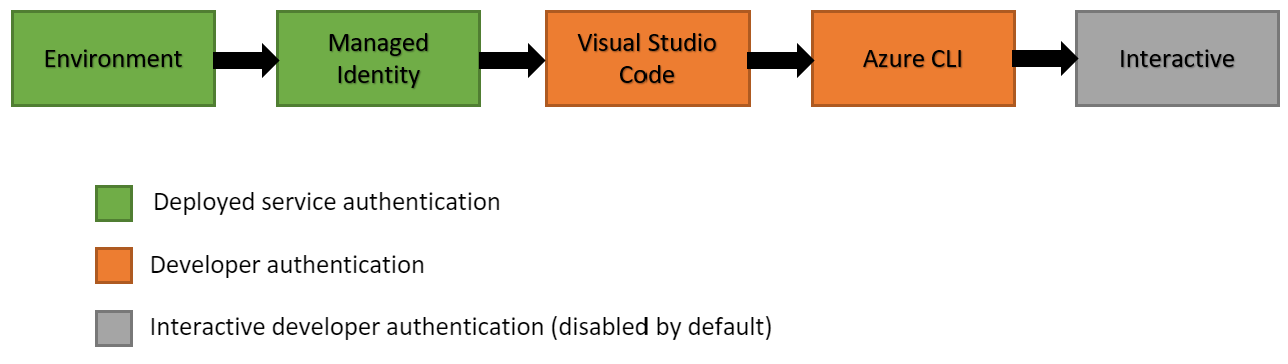 Environment
Managed
Identity
Visual Studio
Code
Azure CLI
Interactive
Deployed service authentication
Developer authentication
Interactive developer authentication (disabled by default)